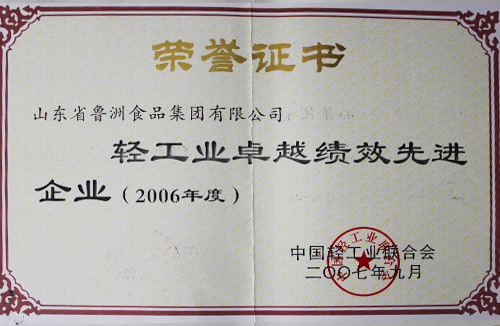 荣誉证书
山东省鲁洲食品集团有限公司:
轻工业卓越绩效先进
企业(2006年度)
中国轻工业联合会
二〇〇七年九月